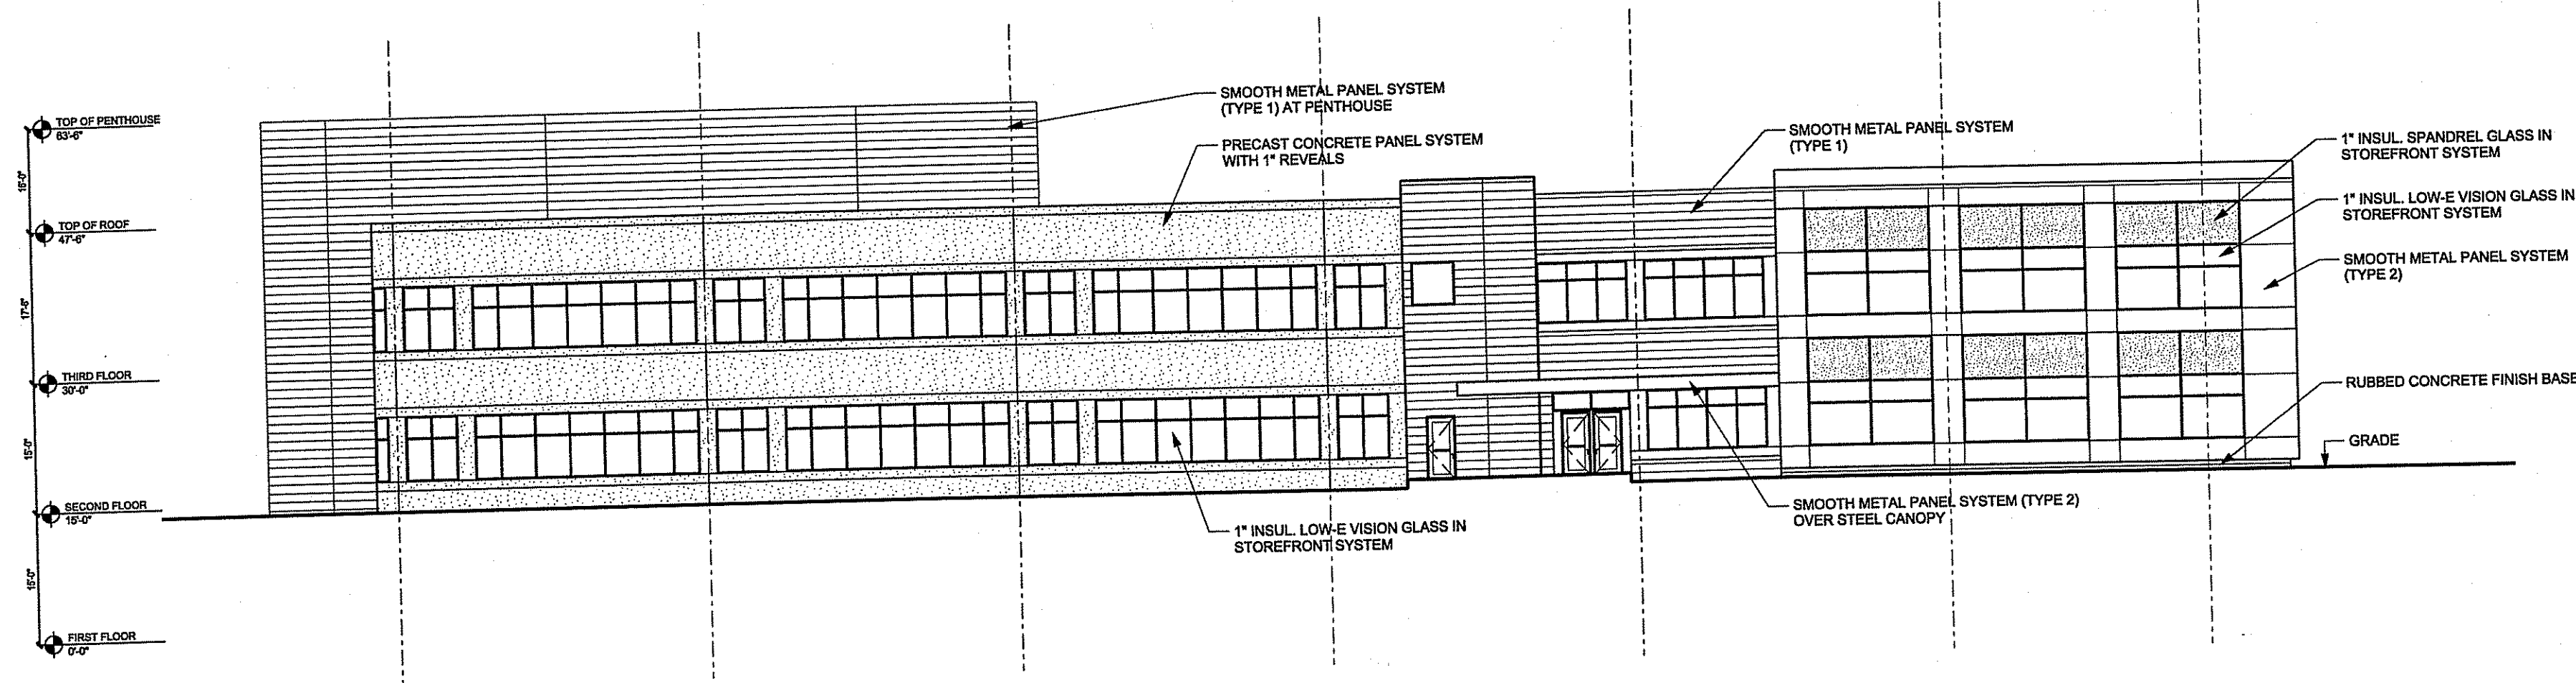 TOP OF PENTHOUSE
63'-6"
16'-0"
TOP OF ROOF
47'-6"
17'-6"
THIRD FLOOR
30'-0"
15'-0"
SECOND FLOOR
15'-0"
15'-0"
FIRST FLOOR
0'-0"
SMOOTH METAL PANEL SYSTEM
(TYPE 1) AT PENTHOUSE
PRECAST CONCRETE PANEL SYSTEM
WITH 1" REVEALS
SMOOTH METAL PANEL SYSTEM
(TYPE 1)
1" INSUL. SPANDREL GLASS IN
STOREFRONT SYSTEM
1" INSUL. LOW-E VISION GLASS IN
STOREFRONT SYSTEM
SMOOTH METAL PANEL SYSTEM
(TYPE 2)
RUBBED CONCRETE FINISH BASE
GRADE
SMOOTH METAL PANEL SYSTEM (TYPE 2)
OVER STEEL CANOPY
1" INSUL. LOW-E VISION GLASS IN
STOREFRONT SYSTEM